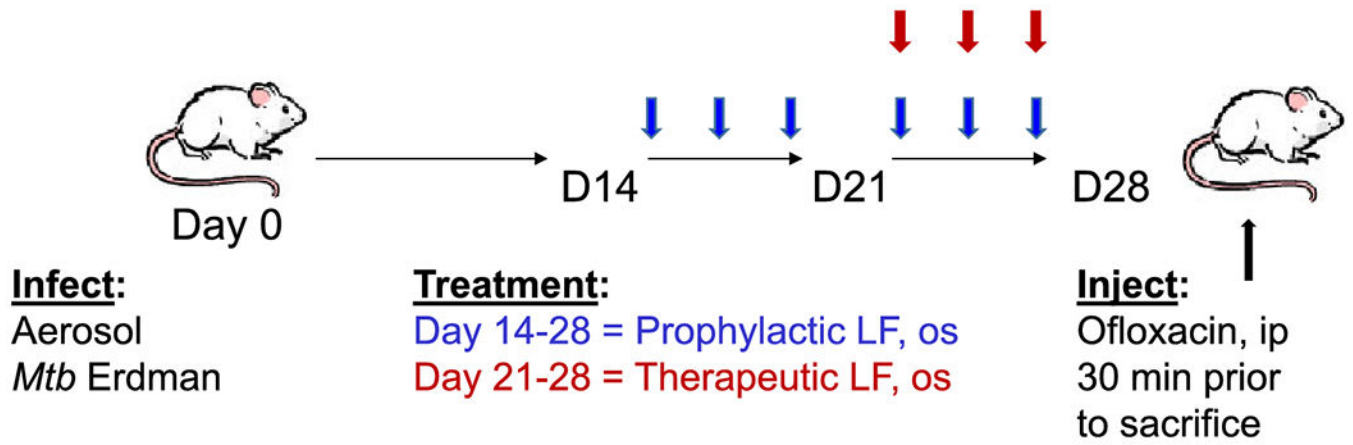 Day 0
D14
D21
D28
Infect:
Aerosol
Mtb Erdman
Treatment:
Day 14-28 = Prophylactic LF, os
Day 21-28 = Therapeutic LF, os
Inject:
Ofloxacin, ip
30 min prior
to sacrifice